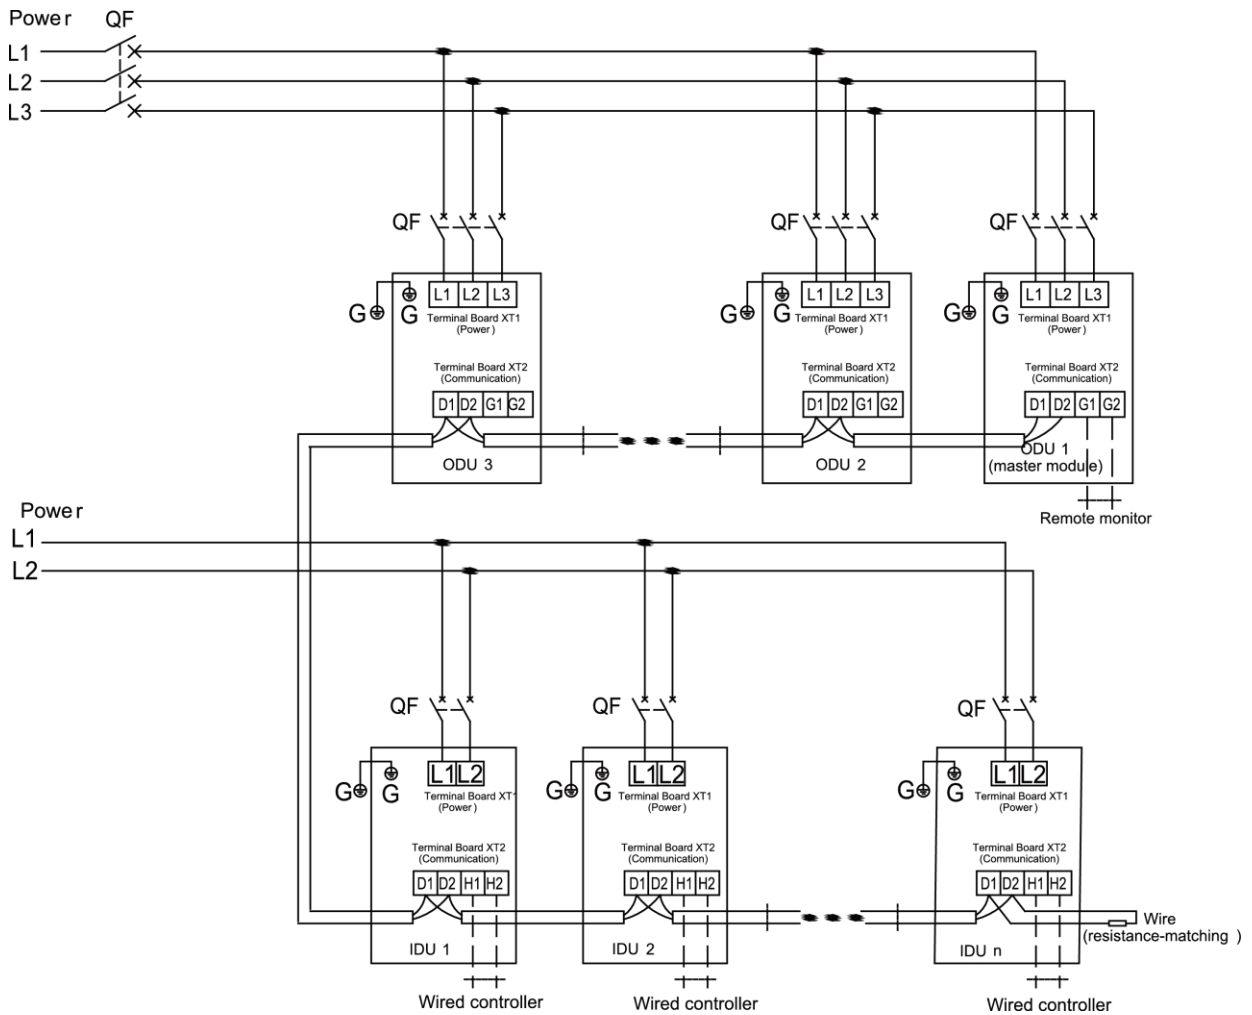 Power QF
L1
L2
L3
QF QF QF
L1 L2 L3 L1 L2 L3 L1 L2 L3
G G G G G G
Terminal Board XT1 Terminal Board XT1 Terminal Board XT1
(Power) (Power) (Power)
Terminal Board XT2 Terminal Board XT2 Terminal Board XT2
(Communication) (Communication) (Communication)
D1 D2 G1 G2 D1 D2 G1 G2 D1 D2 G1 G2
ODU 3 ODU 2 ODU 1
(master module)
Remote monitor
Power
L1
L2
QF QF QF
L1 L2 L1 L2 L1 L2
G G G G G G
Terminal Board XT1 Terminal Board XT1 Terminal Board XT1
(Power) (Power) (Power)
Terminal Board XT2 Terminal Board XT2 Terminal Board XT2
(Communication) (Communication) (Communication)
D1 D2 H1 H2 D1 D2 H1 H2 D1 D2 H1 H2
Wire
(resistance-matching )
IDU 1 IDU 2 IDU n
Wired controller Wired controller Wired controller